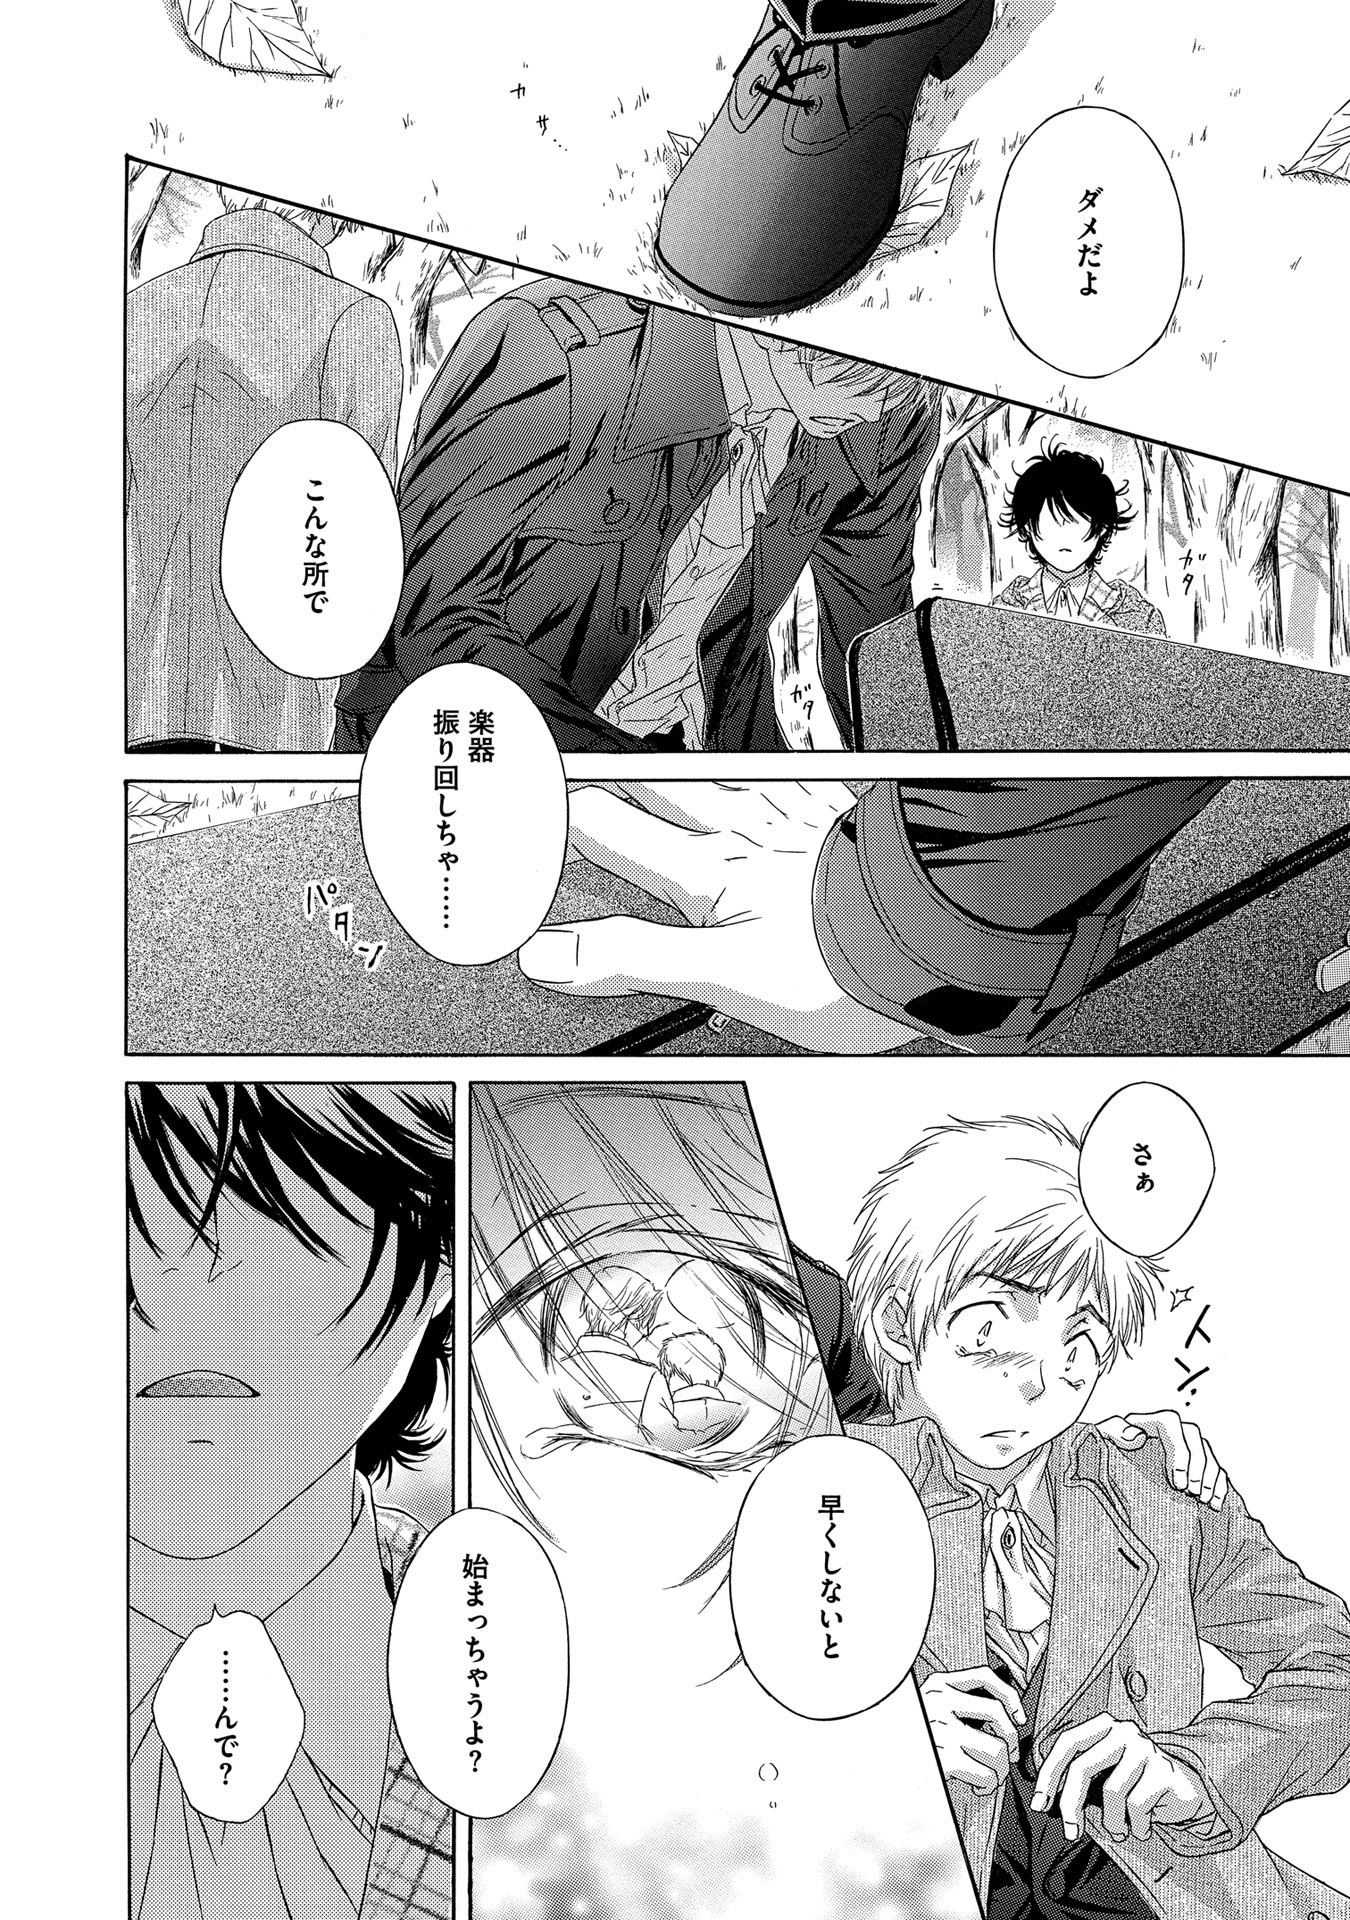 カサ…
ダメだよ
ガタ
ガタ
こんな所で
楽器
振り回しちゃ……
パタン
さぁ
トン
早くしないと
始まっちゃうよ？
……んで？